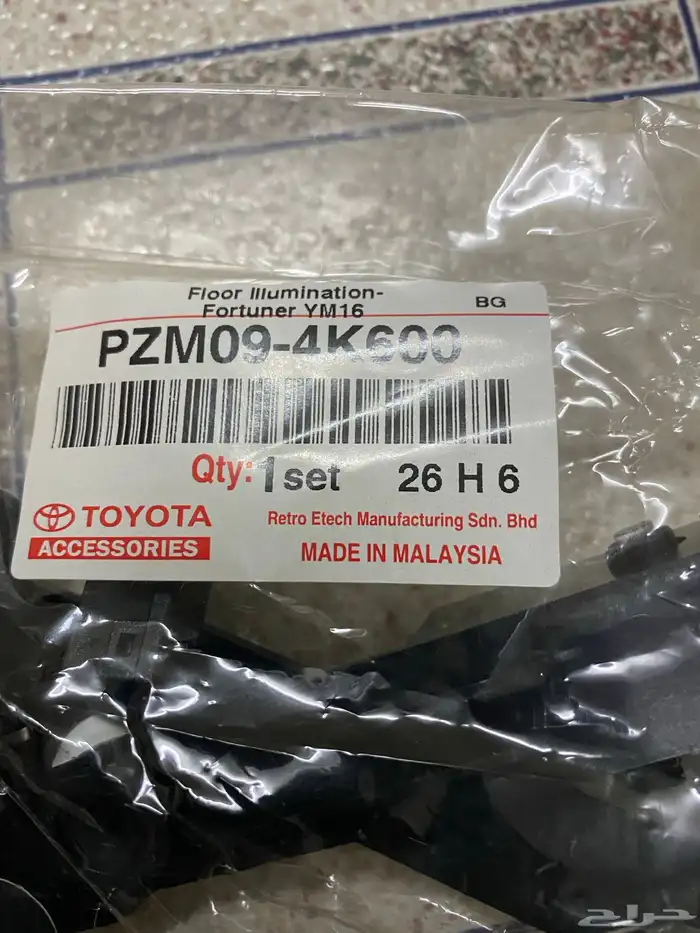 Floor Illumination-
Fortuner YM16
BG
PZM09-4K600
Qty: 1 set 26 H 6
TOYOTA
ACCESSORIES
Retro Etech Manufacturing Sdn. Bhd
MADE IN MALAYSIA
حراج